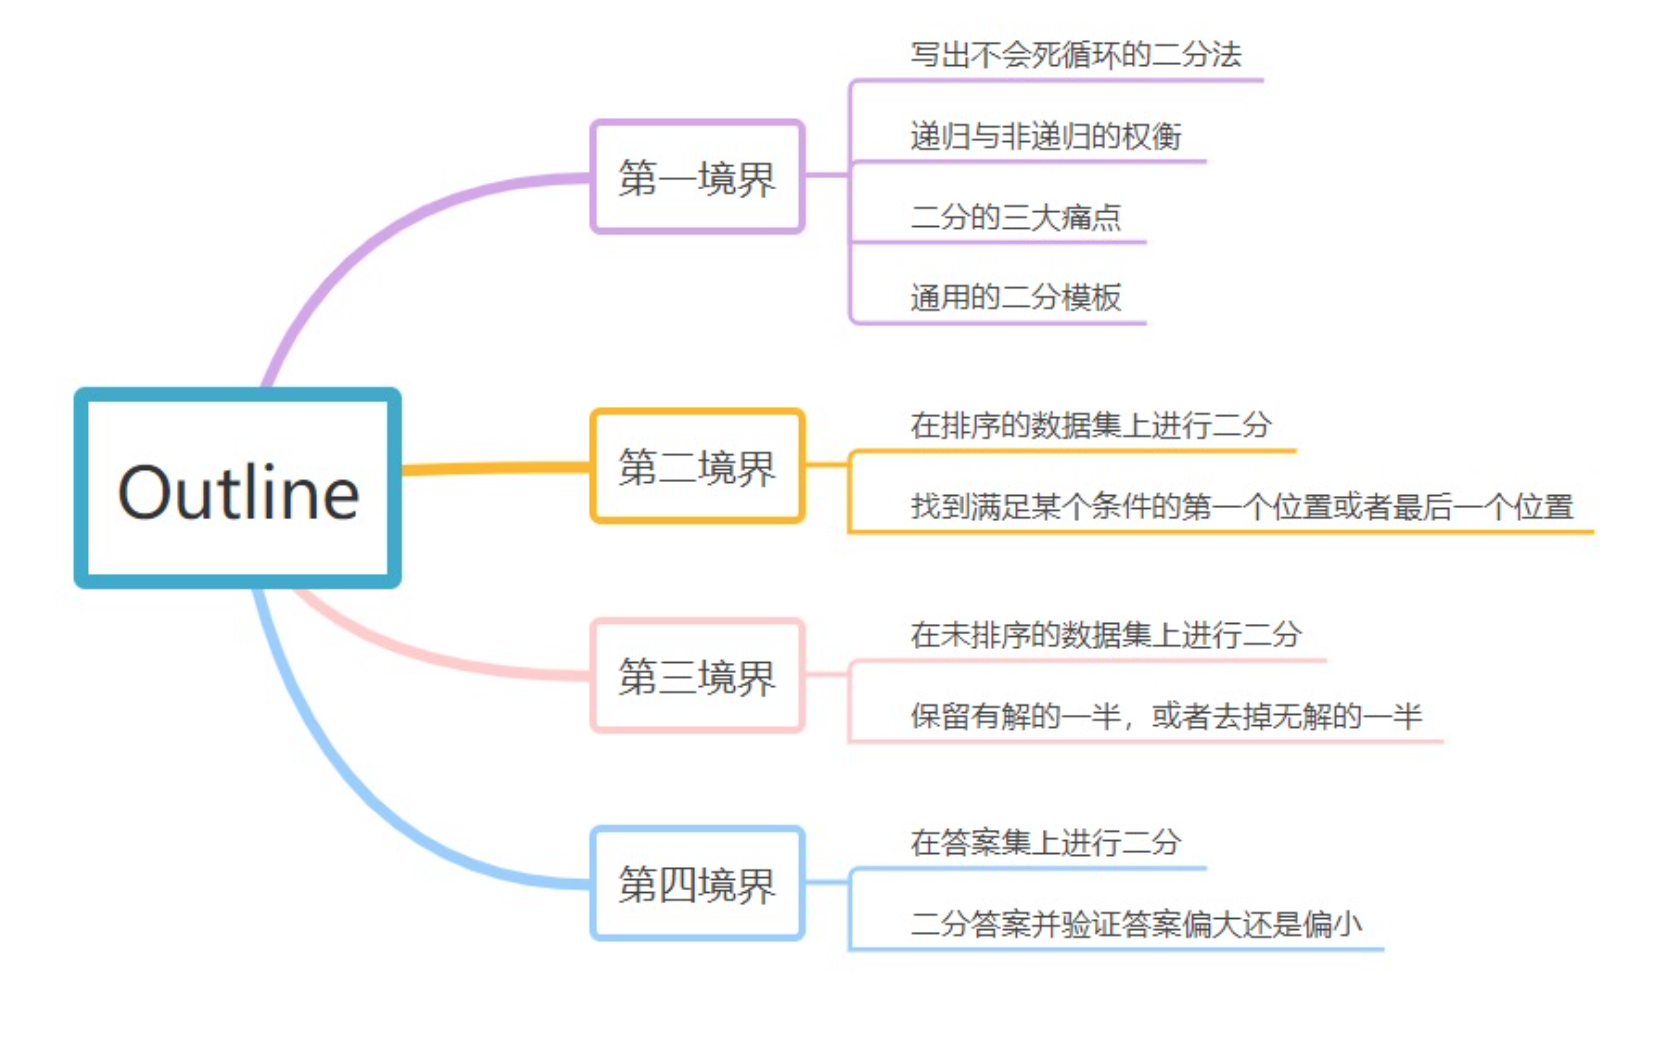 Outline
第一境界
写出不会死循环的二分法
递归与非递归的权衡
二分的三大痛点
通用的二分模板
第二境界
在排序的数据集上进行二分
找到满足某个条件的第一个位置或者最后一个位置
第三境界
在未排序的数据集上进行二分
保留有解的一半，或者去掉无解的一半
第四境界
在答案集上进行二分
二分答案并验证答案偏大还是偏小